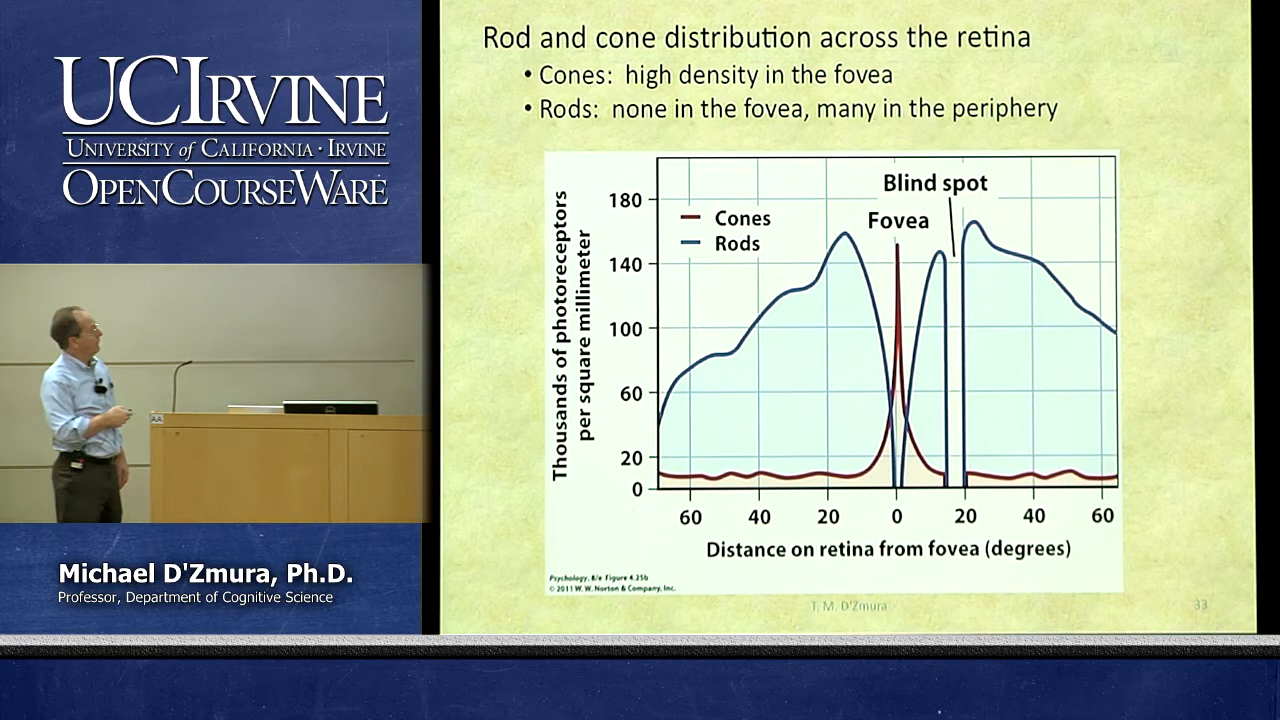 UCIRVINE
UNIVERSITY of CALIFORNIA · IRVINE
OPENCOURSEWARE
AA
Michael D'Zmura, Ph.D.
Professor, Department of Cognitive Science
Rod and cone distribution across the retina
• Cones: high density in the fovea
• Rods: none in the fovea, many in the periphery
Thousands of photoreceptors
per square millimeter
180
140
100
60
20
0
Cones
Rods
Blind spot
Fovea
60 40 20 0 20 40 60
Distance on retina from fovea (degrees)
Psychology, 8/e Figure 4.25b
© 2011 W. W. Norton & Company, Inc.
T. M. D'Zmura
33